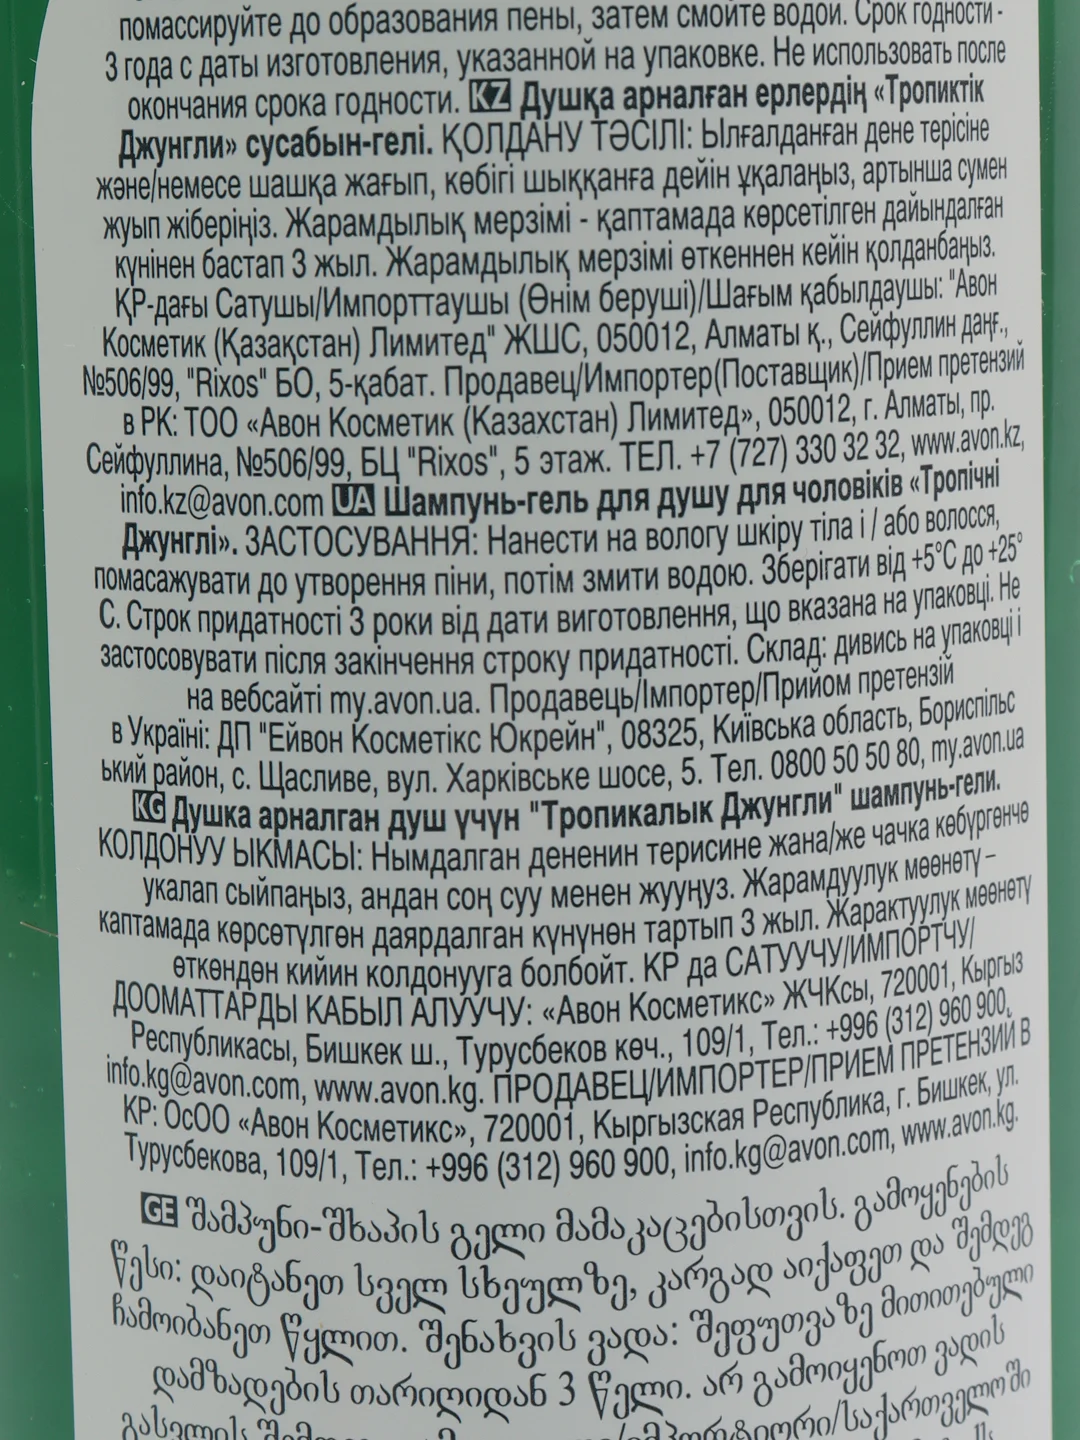 помассируйте до образования пены, затем смойте водой. Срок годности -
3 года с даты изготовления, указанной на упаковке. Не использовать после
окончания срока годности. KZ Душқа арналған ерлердің «Тропиктік
Джунгли» сусабын-гелі. ҚОЛДАНУ ТӘСІЛІ: Ылғалданған дене терісіне
және/немесе шашқа жағып, көбігі шыққанға дейін ұқалаңыз, артынша сумен
жуып жіберіңіз. Жарамдылық мерзімі - қаптамада көрсетілген дайындалған
күнінен бастап 3 жыл. Жарамдылық мерзімі өткеннен кейін қолданбаңыз.
ҚР-дағы Сатушы/Импорттаушы (Өнім беруші)/Шағым қабылдаушы: "Авон
Косметик (Қазақстан) Лимитед" ЖШС, 050012, Алматы қ., Сейфуллин даңғ.,
№506/99, "Rixos" БО, 5-қабат. Продавец/Импортер(Поставщик)/Прием претензий
в РК: ТОО «Авон Косметик (Казахстан) Лимитед», 050012, г. Алматы, пр.
Сейфуллина, №506/99, БЦ "Rixos", 5 этаж. ТЕЛ. +7 (727) 330 32 32, www.avon.kz,
info.kz@avon.com UA Шампунь-гель для душу для чоловіків «Тропічні
Джунглі». ЗАСТОСУВАННЯ: Нанести на вологу шкіру тіла і / або волосся,
помасажувати до утворення піни, потім змити водою. Зберігати від +5°C до +25°
С. Строк придатності 3 роки від дати виготовлення, що вказана на упаковці. Не
застосовувати після закінчення строку придатності. Склад: дивись на упаковці і
на вебсайті my.avon.ua. Продавець/Імпортер/Прийом претензій
в Україні: ДП "Ейвон Косметікс Юкрейн", 08325, Київська область, Бориспільс
ький район, с. Щасливе, вул. Харківське шосе, 5. Тел. 0800 50 50 80, my.avon.ua
KG Душка арналган душ үчүн "Тропикалык Джунгли" шампунь-гели.
КОЛДОНУУ ЫКМАСЫ: Нымдалган дененин терисине жана/же чачка көбүргөнчө
укалап сыйпаңыз, андан соң суу менен жууңуз. Жарамдуулук мөөнөтү –
каптамада көрсөтүлгөн даярдалган күнүнөн тартып 3 жыл. Жарактуулук мөөнөтү
өткөндөн кийин колдонууга болбойт. КР да САТУУЧУ/ИМПОРТЧУ/
ДООМАТТАРДЫ КАБЫЛ АЛУУЧУ: «Авон Косметикс» ЖЧКсы, 720001, Кыргыз
Республикасы, Бишкек ш., Турусбеков көч., 109/1, Тел.: +996 (312) 960 900,
info.kg@avon.com, www.avon.kg. ПРОДАВЕЦ/ИМПОРТЕР/ПРИЕМ ПРЕТЕНЗИЙ В
КР: ОсОО «Авон Косметикс», 720001, Кыргызская Республика, г. Бишкек, ул.
Турусбекова, 109/1, Тел.: +996 (312) 960 900, info.kg@avon.com, www.avon.kg.
GE შამპუნი-შხაპის გელი მამაკაცებისთვის. გამოყენების
წესი: დაიტანეთ სველ სხეულზე, კარგად აიქაფეთ და შემდეგ
ჩამოიბანეთ წყლით. შენახვის ვადა: შეფუთვაზე მითითებული
დამზადების თარიღიდან 3 წელი. არ გამოიყენოთ ვადის
გასვლის /იმპორტიორი/საქართველოში